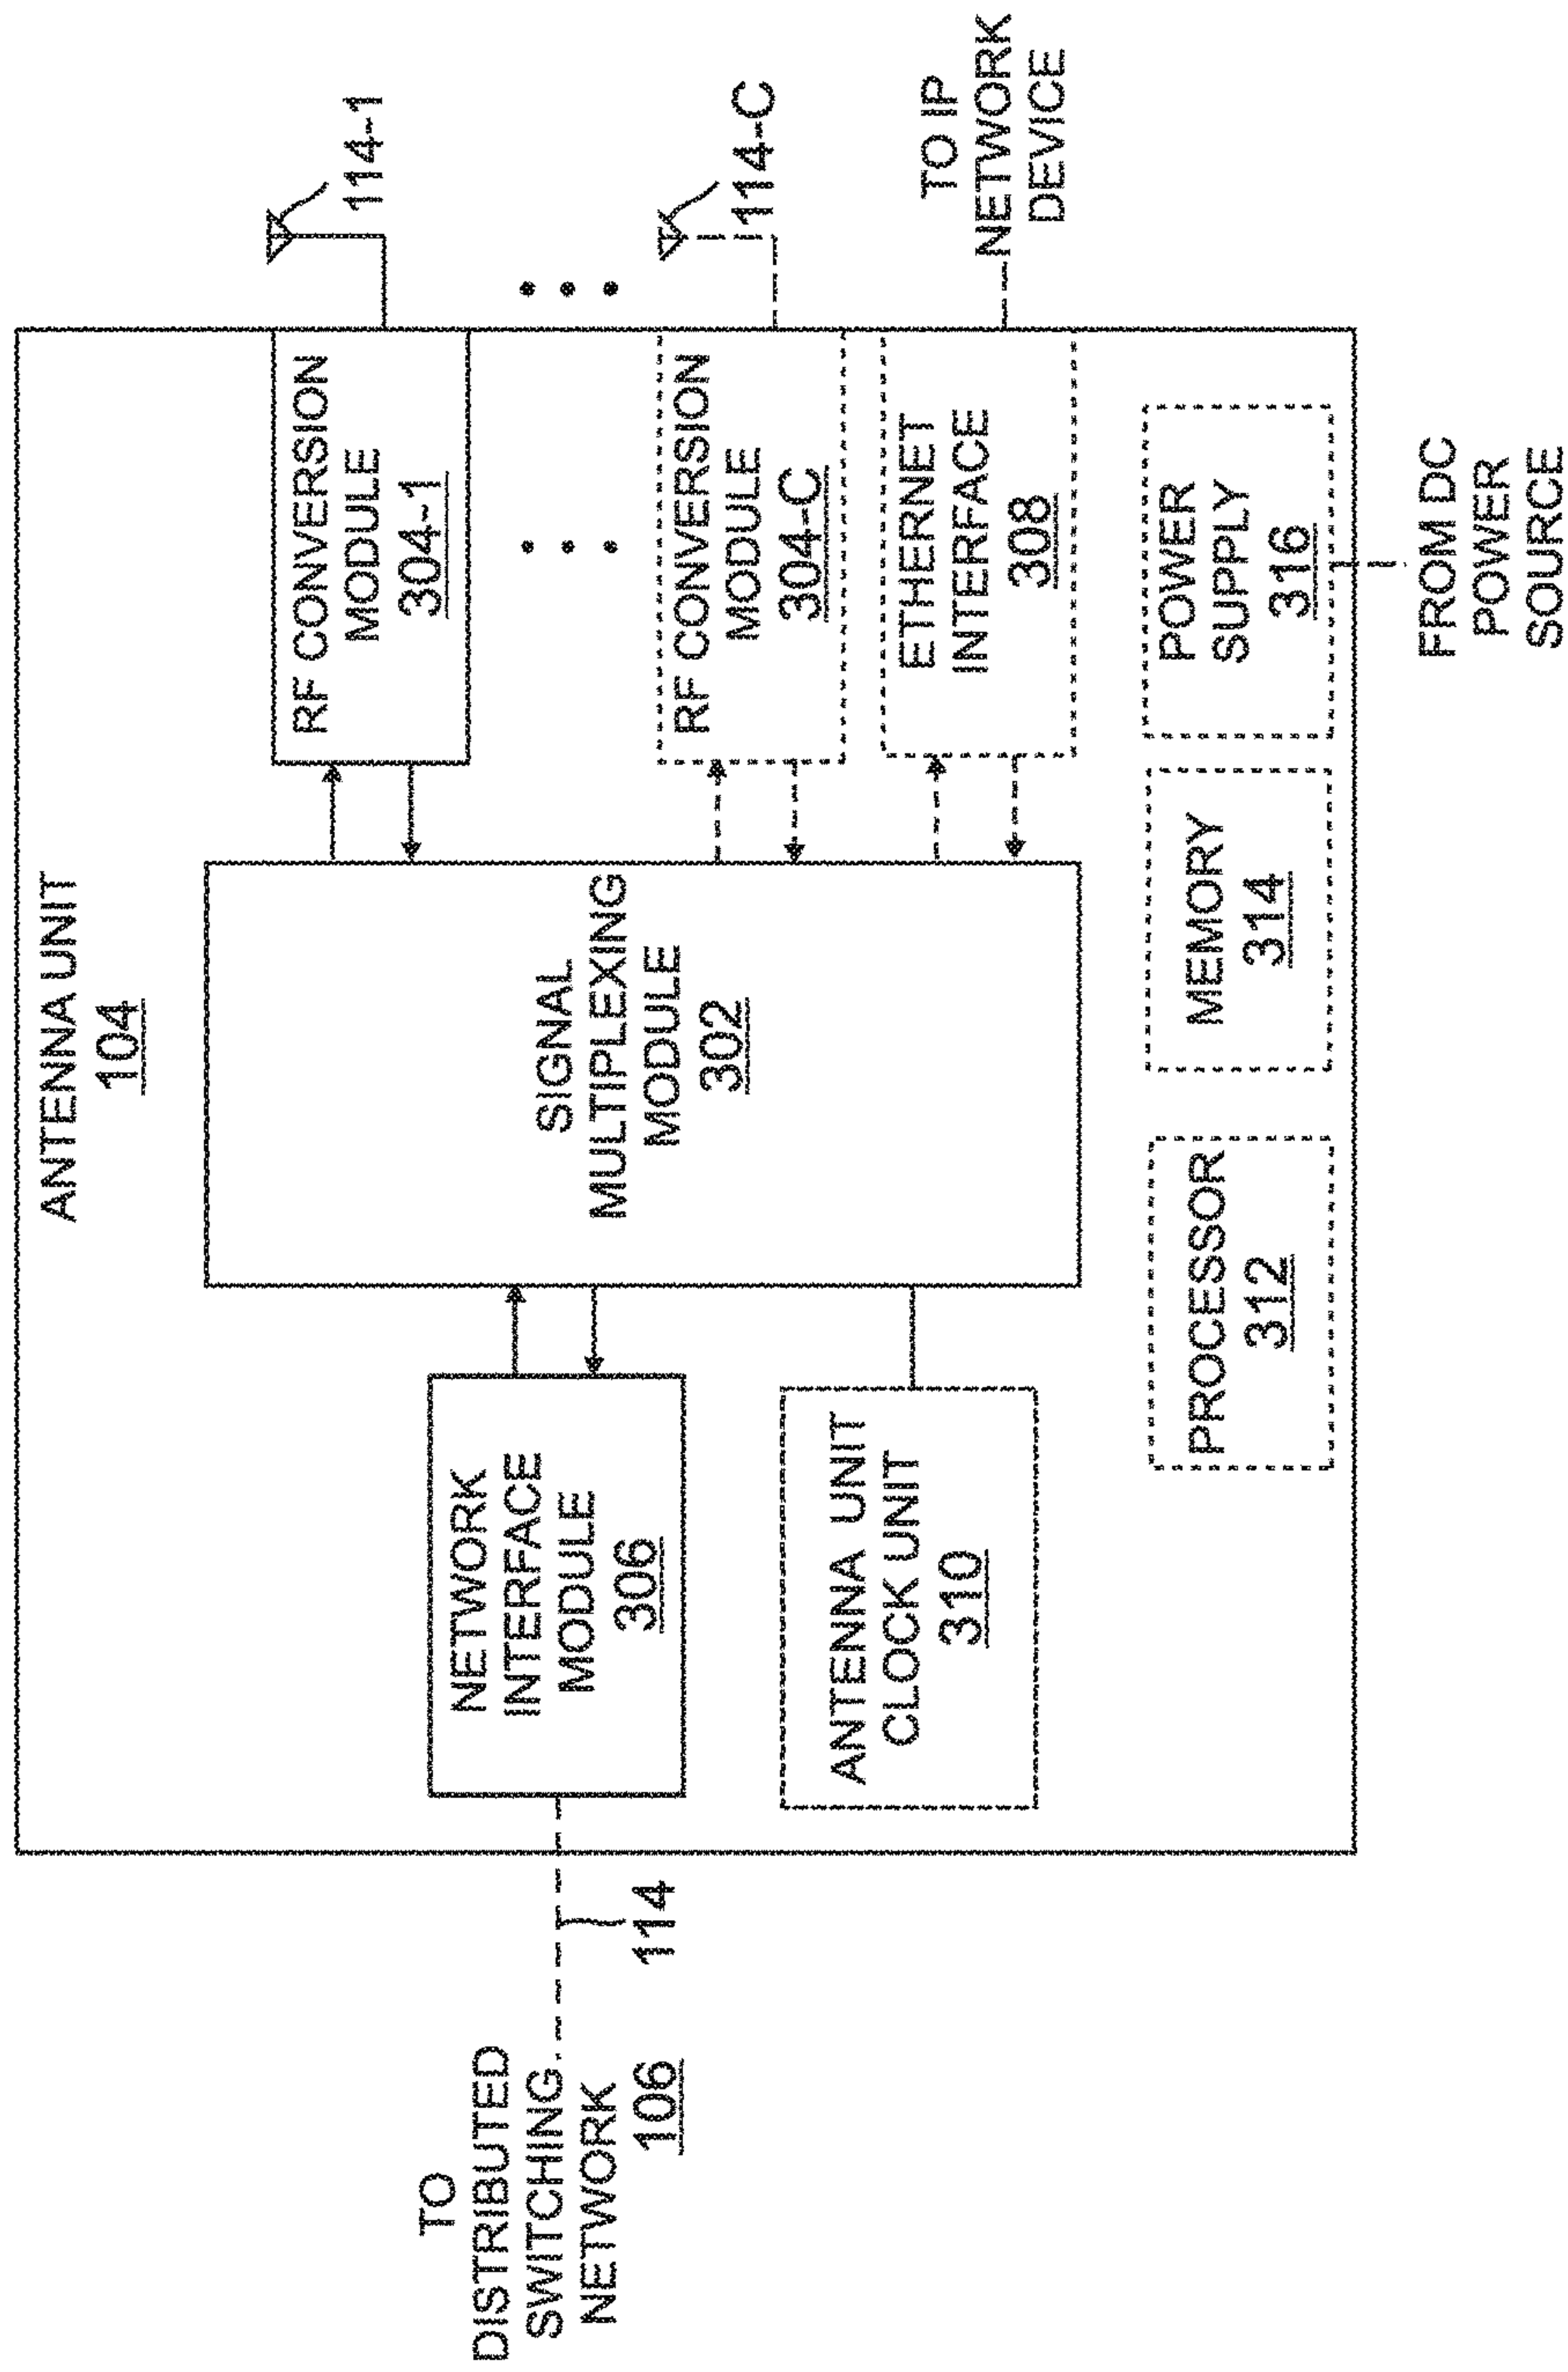 ANTENNA UNIT
104
TO
DISTRIBUTED
SWITCHING
NETWORK
106
114
NETWORK
INTERFACE
MODULE
306
ANTENNA UNIT
CLOCK UNIT
310
SIGNAL
MULTIPLEXING
MODULE
302
RF CONVERSION
MODULE
304-1
RF CONVERSION
MODULE
304-C
ETHERNET
INTERFACE
308
114-1
114-C
TO IP
NETWORK
DEVICE
PROCESSOR
312
MEMORY
314
POWER
SUPPLY
316
FROM DC
POWER
SOURCE